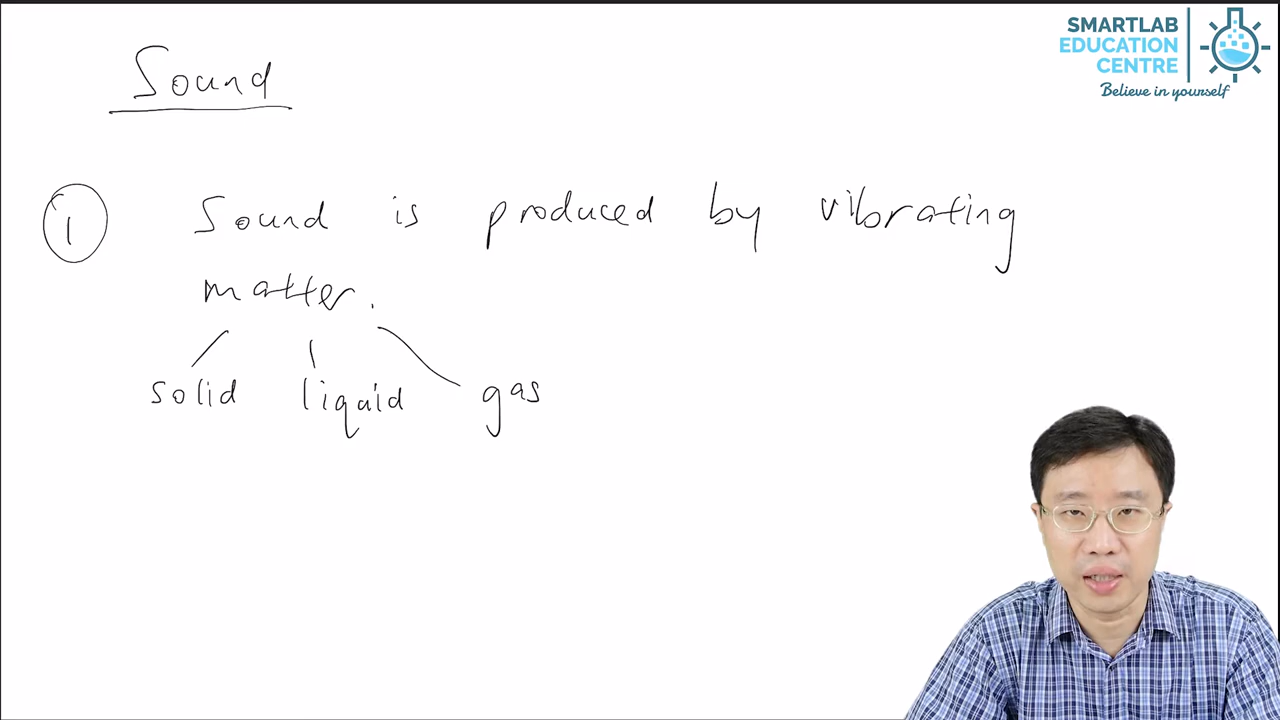 Sound
SMARTLAB
EDUCATION
CENTRE
Believe in yourself
1 Sound is produced by vibrating
matter.
solid liquid gas